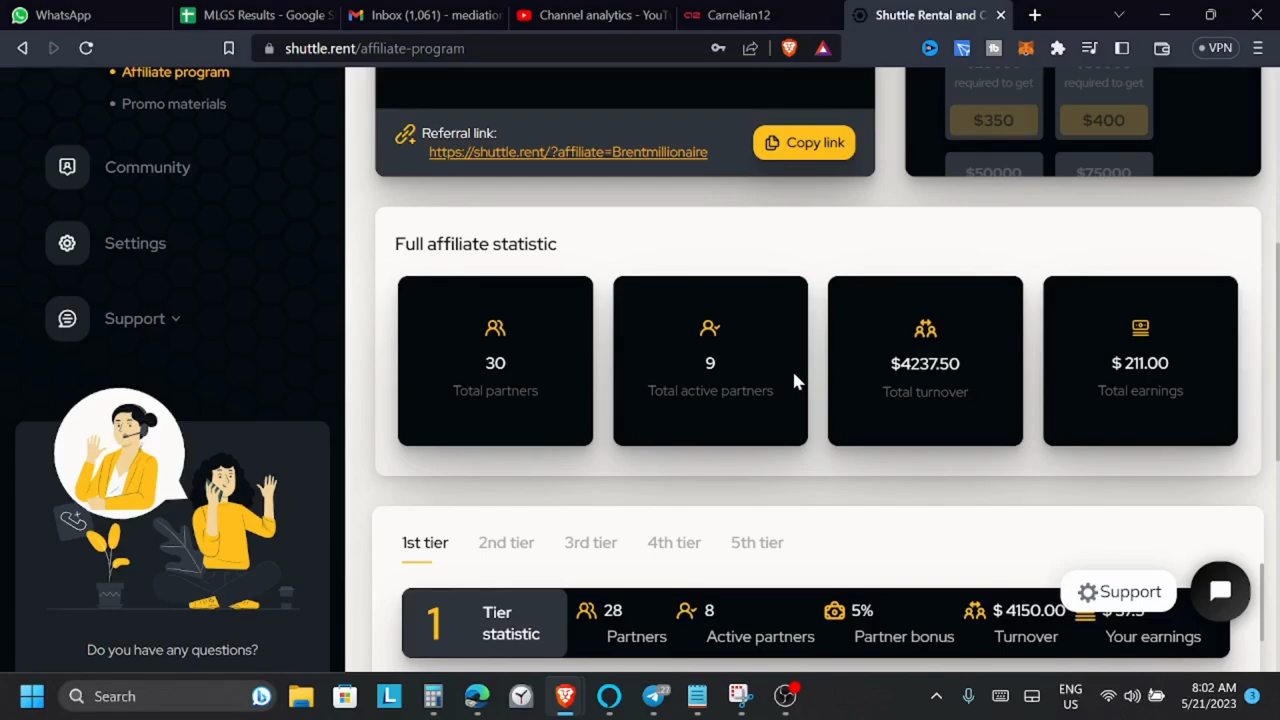 WhatsApp
MLGS Results - Google S
Inbox (1,061) - mediation
Channel analytics - YouTu
Carnelian12
Shuttle Rental and C
shuttle.rent/affiliate-program
VPN
Affiliate program
Promo materials
Community
Settings
Support
Do you have any questions?
Referral link:
https://shuttle.rent/?affiliate=Brentmillionaire
Copy link
required to get
required to get
$350
$400
$50000
$75000
Full affiliate statistic
30
Total partners
9
Total active partners
$4237.50
Total turnover
$ 211.00
Total earnings
1st tier
2nd tier
3rd tier
4th tier
5th tier
1
Tier
statistic
28
Partners
8
Active partners
5%
Partner bonus
$ 4150.00
Turnover
Your earnings
Support
Search
23
ENG
US
8:02 AM
5/21/2023
3